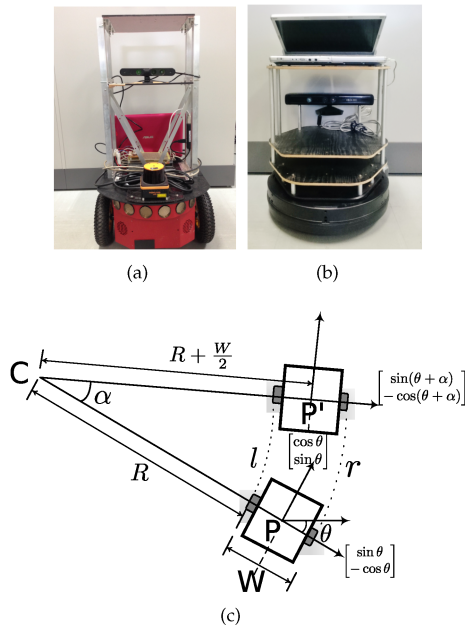 (a)
(b)
R + W/2
C
α
[sin(θ + α)
−cos(θ + α)]
P'
[cos θ
sin θ]
l
r
R
P
θ
[sin θ
−cos θ]
W
(c)